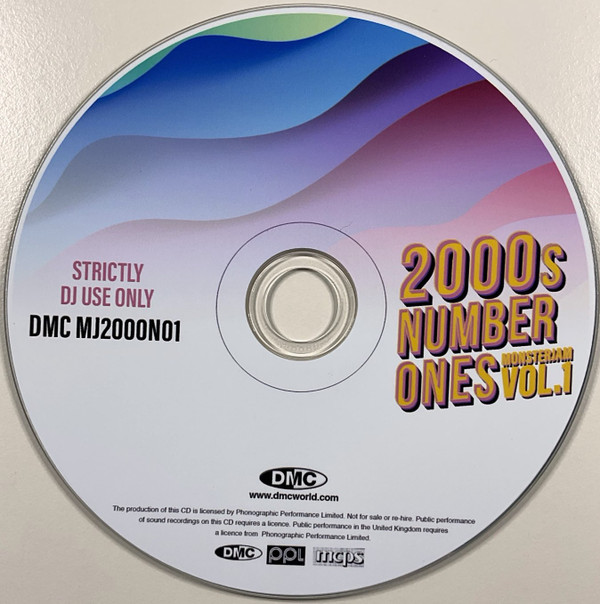 STRICTLY
DJ USE ONLY
DMC MJ2000N01
2000s
NUMBER
ONES
MONSTERJAM
VOL.1
DMC
www.dmcworld.com
The production of this CD is licensed by Phonographic Performance Limited. Not for sale or re-hire. Public performance
of sound recordings on this CD requires a licence. Public performance in the United Kingdom requires
a licence from Phonographic Performance Limited.
DMC ppl mcps